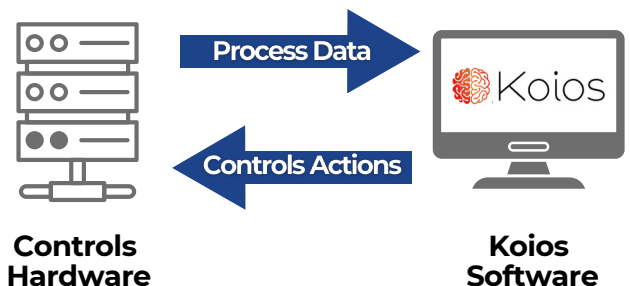 Process Data
Koios
Controls Actions
Controls
Hardware
Koios
Software